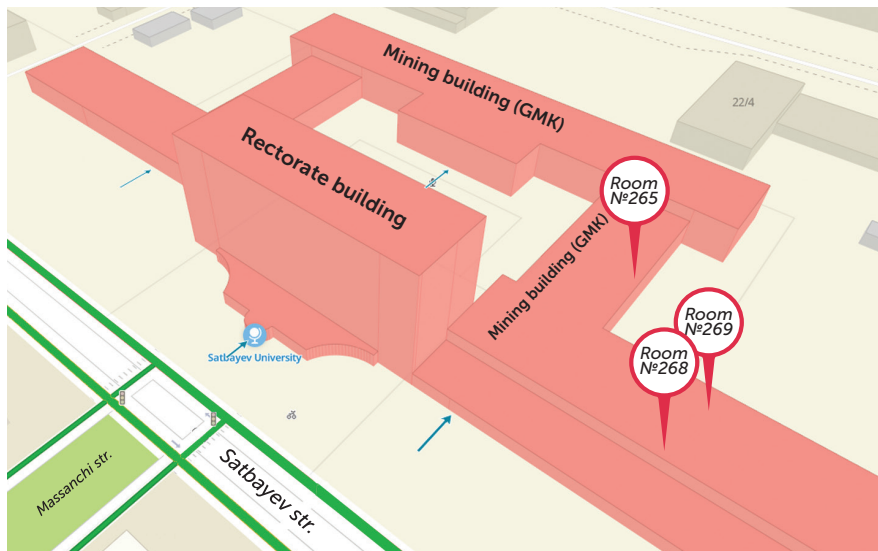 Mining building (GMK)
22/4
Rectorate building
Room
№265
Mining building (GMK)
Room
№269
Room
№268
Satbayev University
Satbayev str.
Massanchi str.